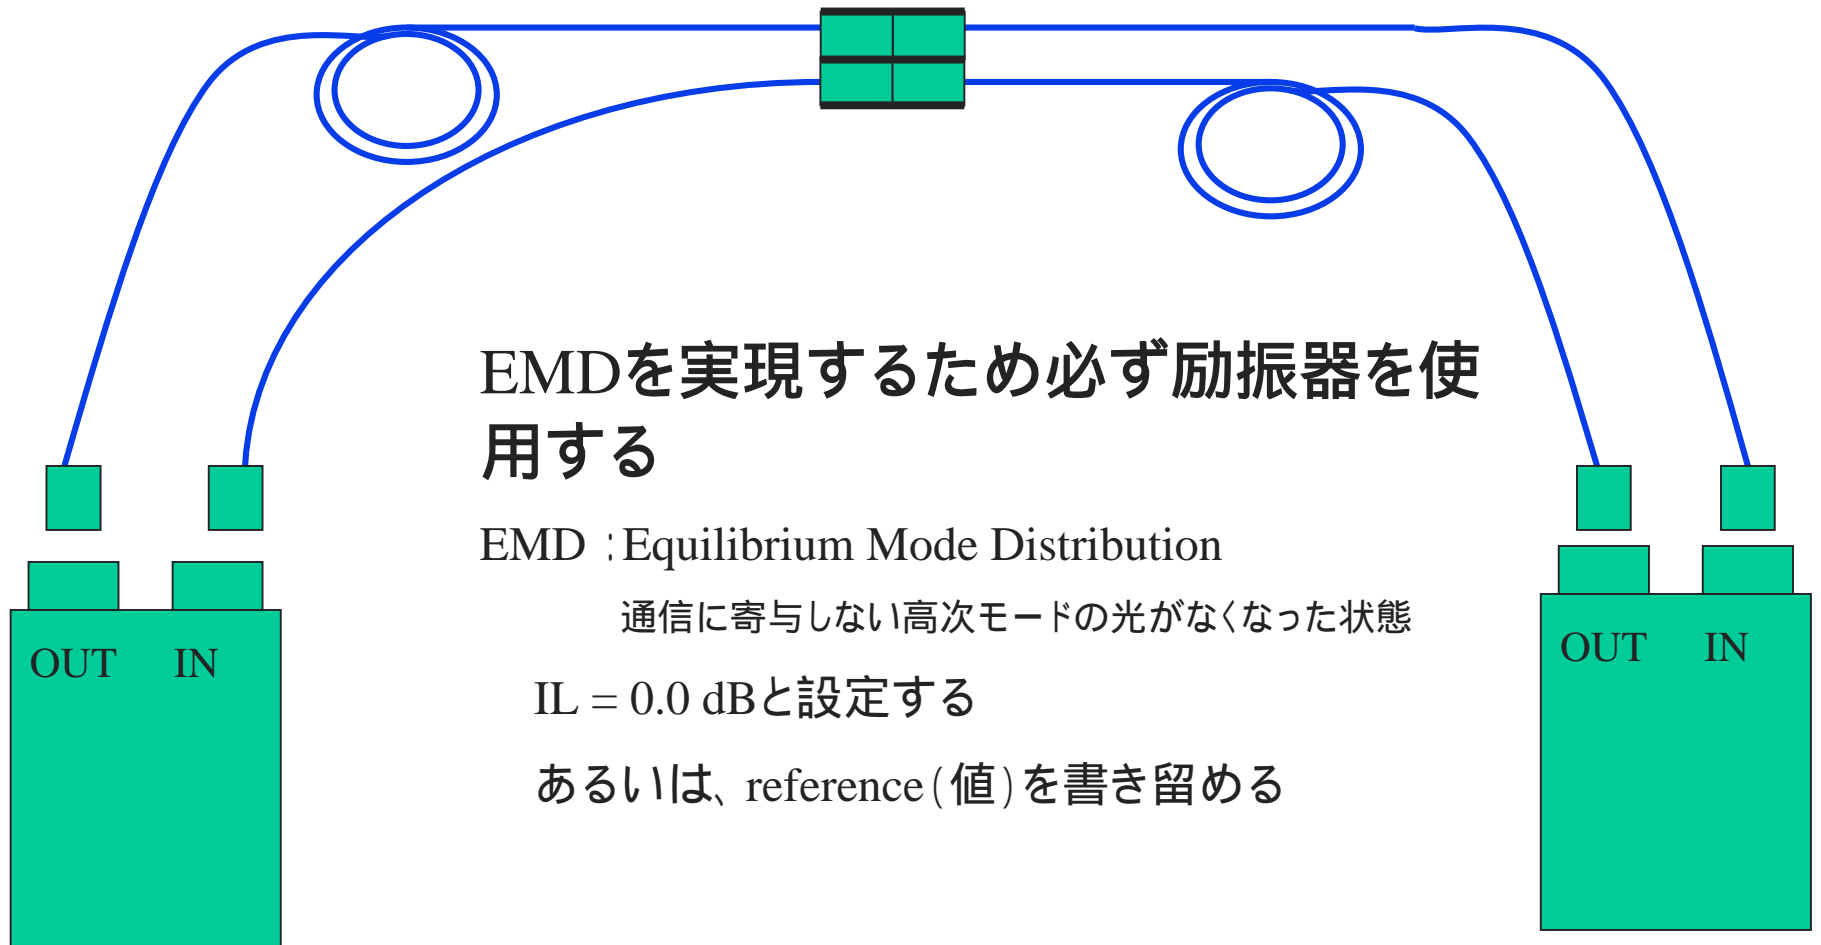 EMDを実現するため必ず励振器を使
用する
EMD：Equilibrium Mode Distribution
通信に寄与しない高次モードの光がなくなった状態
OUT IN
OUT IN
IL = 0.0 dBと設定する
あるいは、reference（値）を書き留める